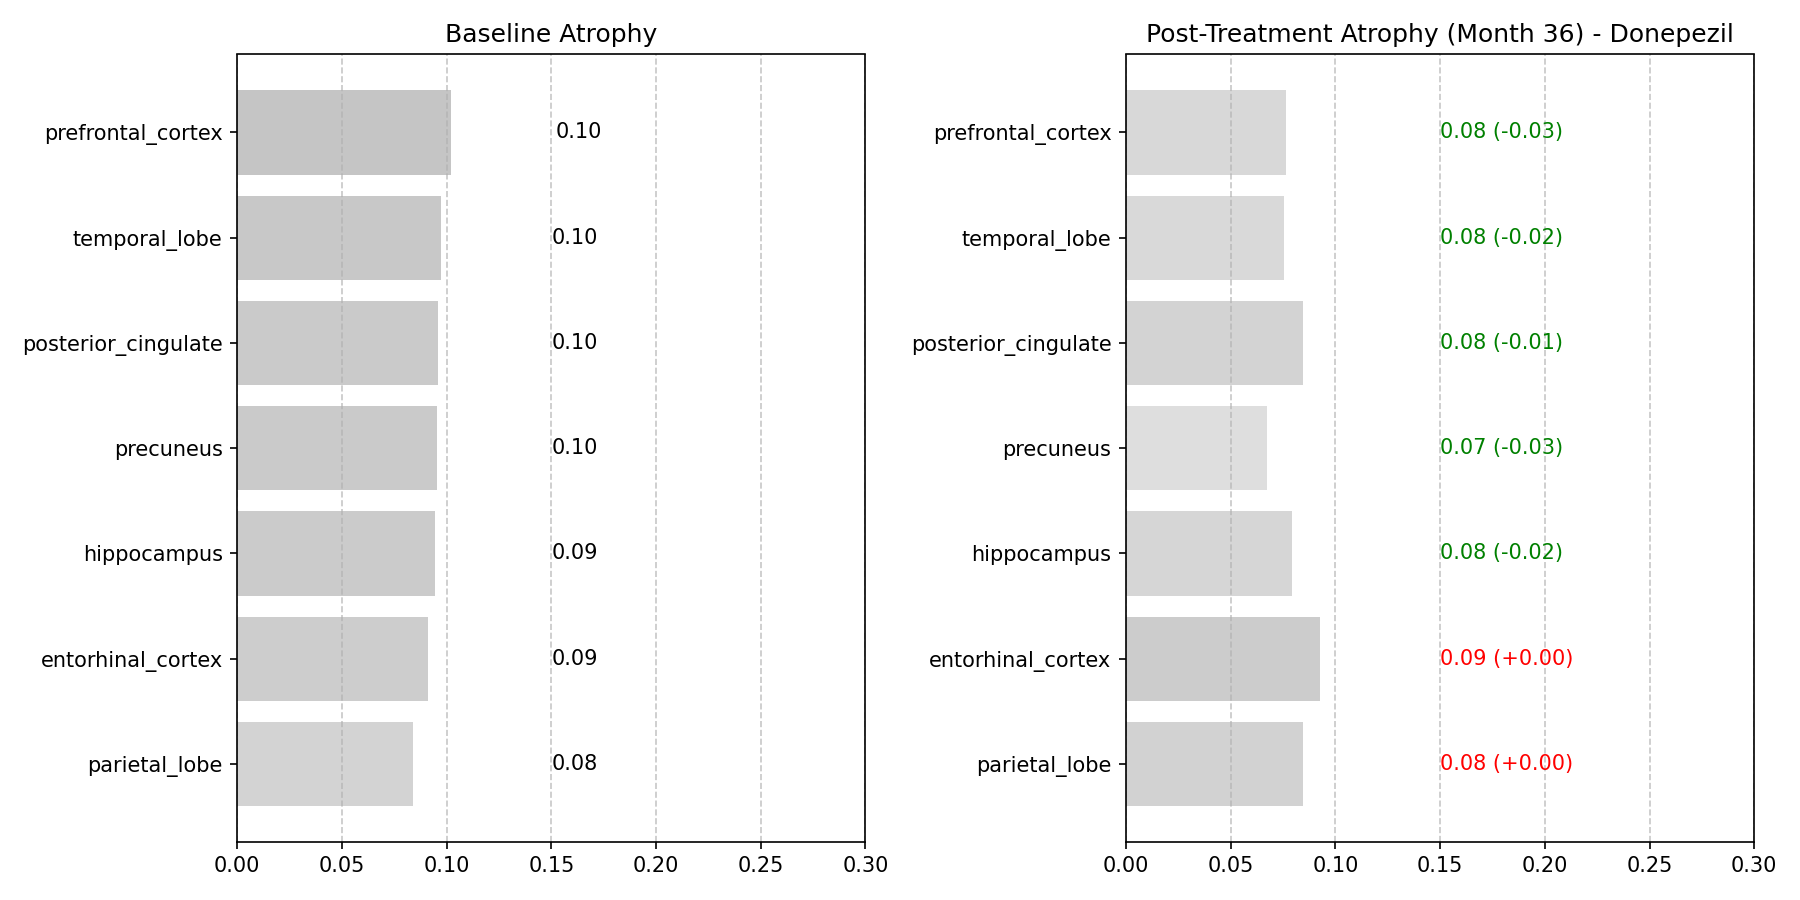 Baseline Atrophy
prefrontal_cortex 0.10
temporal_lobe 0.10
posterior_cingulate 0.10
precuneus 0.10
hippocampus 0.09
entorhinal_cortex 0.09
parietal_lobe 0.08
0.00 0.05 0.10 0.15 0.20 0.25 0.30
Post-Treatment Atrophy (Month 36) - Donepezil
prefrontal_cortex 0.08 (-0.03)
temporal_lobe 0.08 (-0.02)
posterior_cingulate 0.08 (-0.01)
precuneus 0.07 (-0.03)
hippocampus 0.08 (-0.02)
entorhinal_cortex 0.09 (+0.00)
parietal_lobe 0.08 (+0.00)
0.00 0.05 0.10 0.15 0.20 0.25 0.30